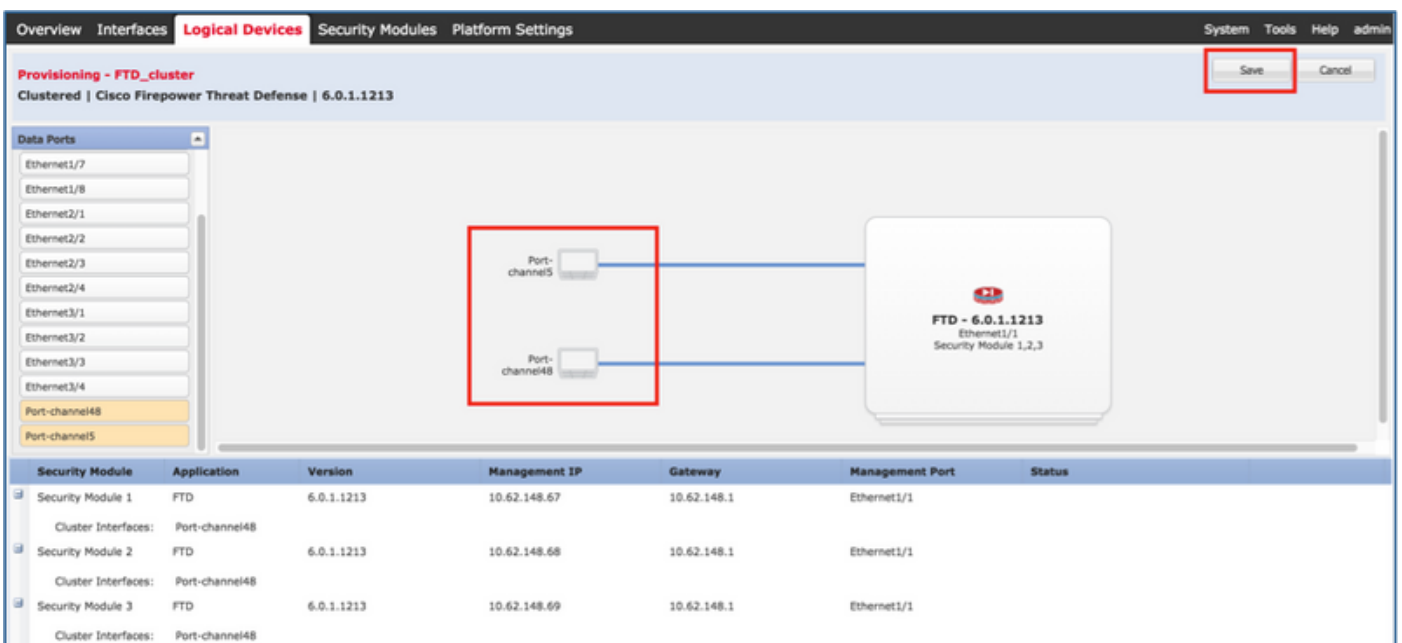 Overview Interfaces Logical Devices Security Modules Platform Settings System Tools Help admin
Provisioning - FTD_cluster
Clustered | Cisco Firepower Threat Defense | 6.0.1.1213
Save Cancel
Data Ports
Ethernet1/7
Ethernet1/8
Ethernet2/1
Ethernet2/2
Ethernet2/3
Ethernet2/4
Ethernet3/1
Ethernet3/2
Ethernet3/3
Ethernet3/4
Port-channel48
Port-channel5
Port-
channel5
Port-
channel48
FTD - 6.0.1.1213
Ethernet1/1
Security Module 1,2,3
Security Module Application Version Management IP Gateway Management Port Status
Security Module 1 FTD 6.0.1.1213 10.62.148.67 10.62.148.1 Ethernet1/1
Cluster Interfaces: Port-channel48
Security Module 2 FTD 6.0.1.1213 10.62.148.68 10.62.148.1 Ethernet1/1
Cluster Interfaces: Port-channel48
Security Module 3 FTD 6.0.1.1213 10.62.148.69 10.62.148.1 Ethernet1/1
Cluster Interfaces: Port-channel48